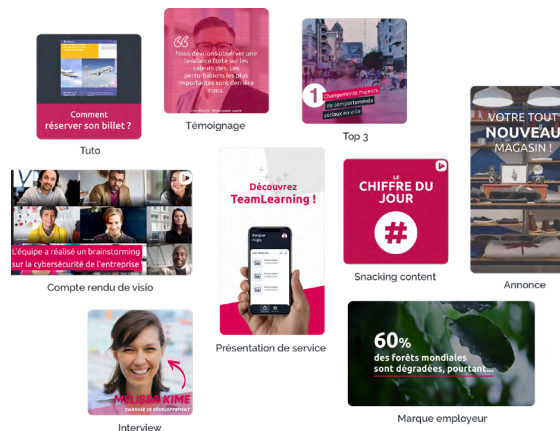 Comment
réserver son billet ?
Tuto
Nous devrions observer une
tendance forte sur les
valeurs clés. Les
perturbations les plus
importantes sont derrière
nous.
Témoignage
1
Changements majeurs
de comportements
sociaux en ville
Top 3
VOTRE TOUT
NOUVEAU
MAGASIN !
Annonce
L'équipe a réalisé un brainstorming
sur la cybersécurité de l'entreprise
Compte rendu de visio
Découvrez
TeamLearning !
Bonjour
Hugo,
Présentation de service
LE
CHIFFRE DU
JOUR
#
Snacking content
MELISSA KIME
CHARGÉE DE DÉVELOPPEMENT
Interview
60%
des forêts mondiales
sont dégradées, pourtant...
Marque employeur